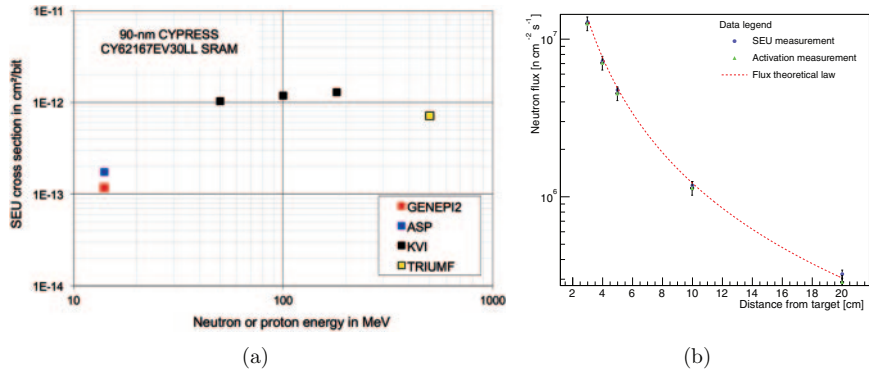 1E-11
90-nm CYPRESS
CY62167EV30LL SRAM
SEU cross section in cm²/bit
1E-12
1E-13
GENEPI2
ASP
KVI
TRIUMF
1E-14
10
100
1000
Neutron or proton energy in MeV
(a)
Neutron flux [n cm⁻² s⁻¹]
10⁷
10⁶
Data legend
SEU measurement
Activation measurement
Flux theoretical law
2
4
6
8
10
12
14
16
18
20
Distance from target [cm]
(b)